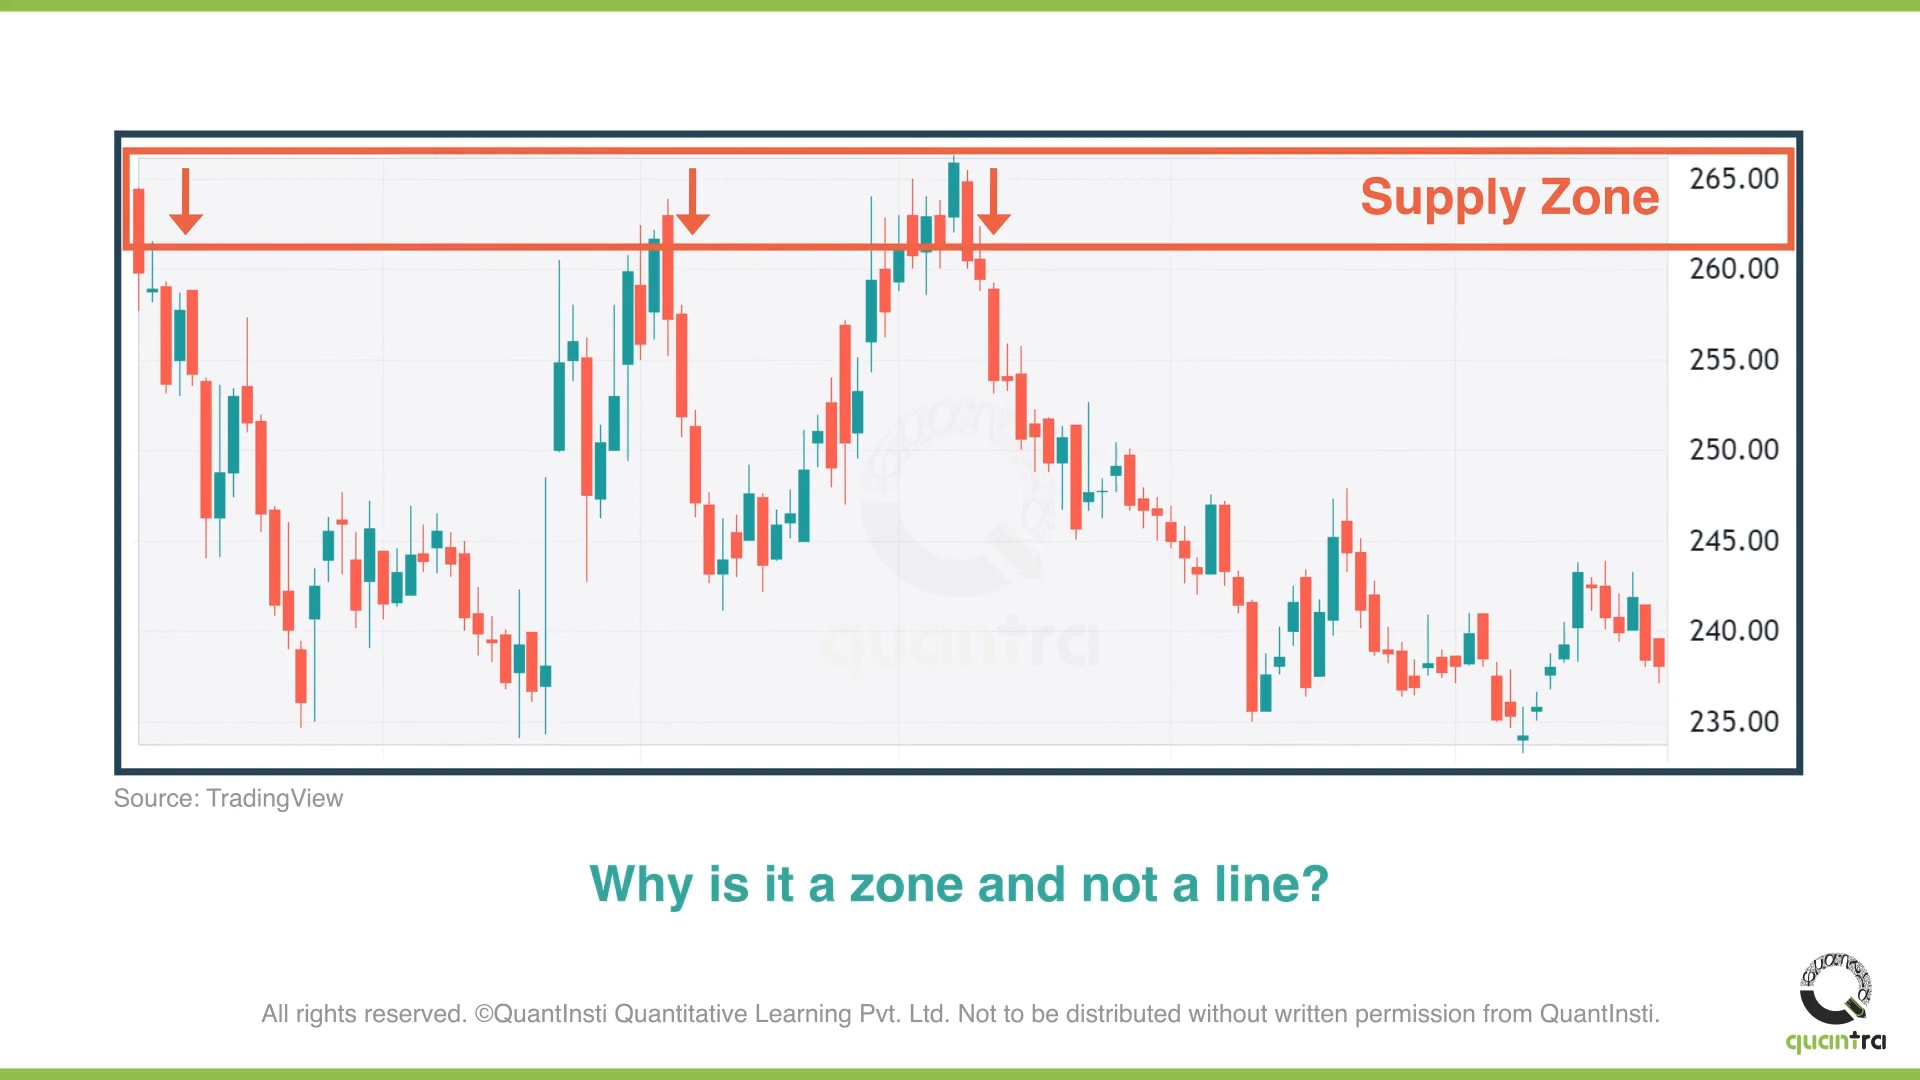 Supply Zone
265.00
260.00
255.00
250.00
245.00
240.00
235.00
quantra
Source: TradingView
Why is it a zone and not a line?
All rights reserved. ©QuantInsti Quantitative Learning Pvt. Ltd. Not to be distributed without written permission from QuantInsti.
quantra